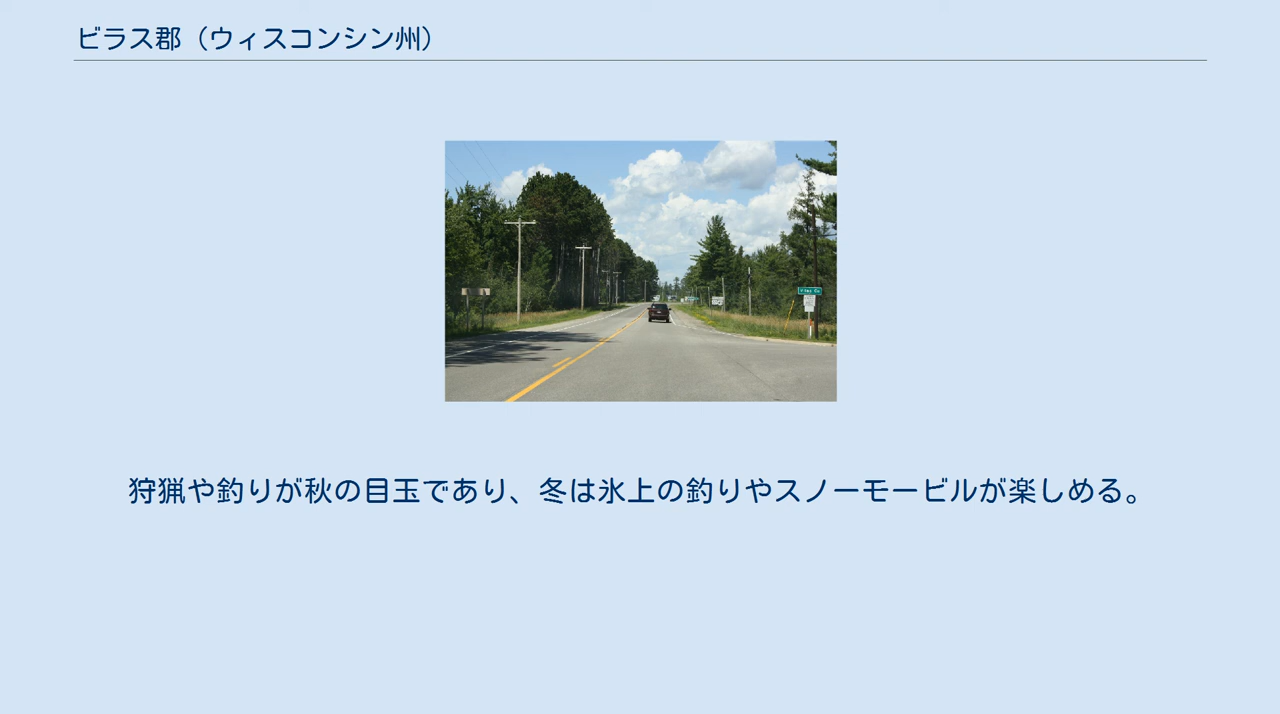 ビラス郡（ウィスコンシン州）
Vilas Co
狩猟や釣りが秋の目玉であり、冬は氷上の釣りやスノーモービルが楽しめる。